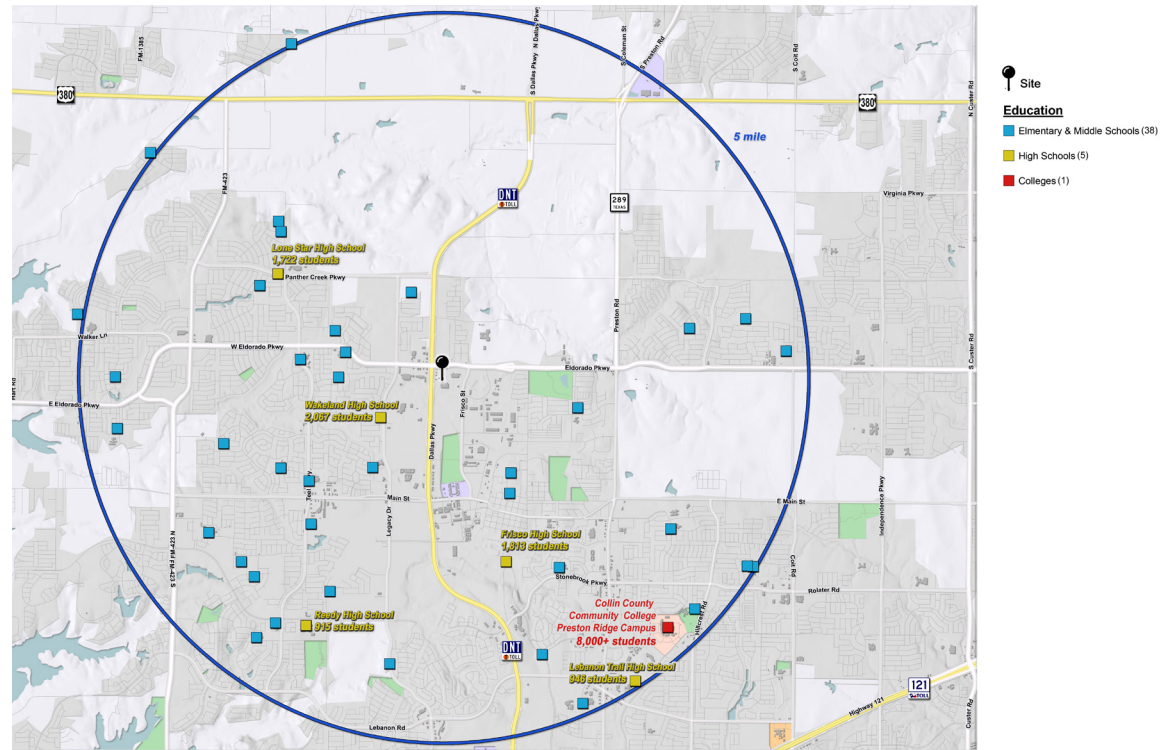 N Dallas Pkwy
S Dallas Pkwy
S Coleman St
S Preston Rd
S Coit Rd
N Custer Rd
FM-1385
380
380
5 mile
FM-423
DNT
TOLL
289
TEXAS
Virginia Pkwy
Lone Star High School
1,722 students
Panther Creek Pkwy
Preston Rd
Walker Ln
W Eldorado Pkwy
Eldorado Pkwy
S Custer Rd
E Eldorado Pkwy
Wakeland High School
2,067 students
Frisco St
Dallas Pkwy
Main St
Legacy Dr
E Main St
Independence Pkwy
FM-423 N
FM-423 S
Frisco High School
1,813 students
Stonebrook Pkwy
Coit Rd
Rolater Rd
Collin County
Community College
Preston Ridge Campus
8,000+ students
Hillcrest Rd
Reedy High School
915 students
DNT
TOLL
Lebanon Trail High School
946 students
Lebanon Rd
121
TOLL
Highway 121
Custer Rd
Site
Education
Elmentary & Middle Schools (38)
High Schools (5)
Colleges (1)